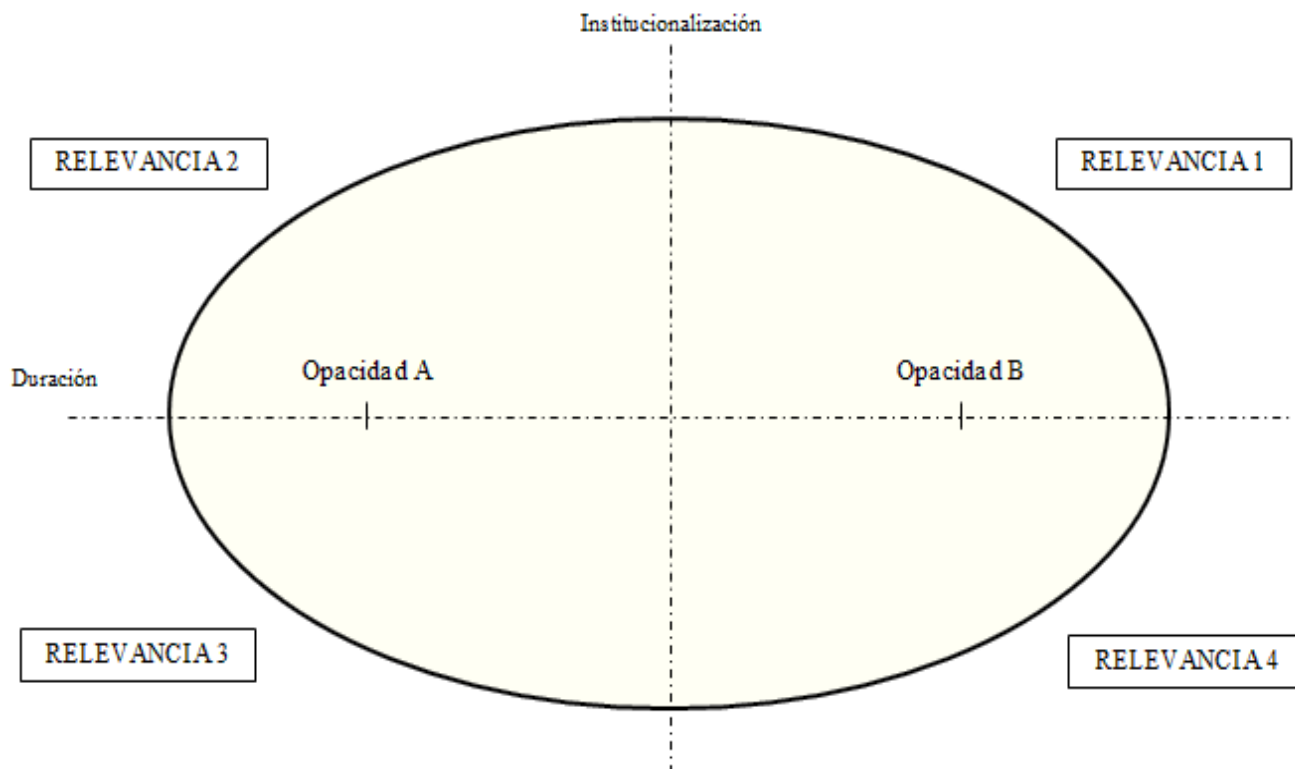 Institucionalización
RELEVANCIA 2
RELEVANCIA 1
Duración
Opacidad A
Opacidad B
RELEVANCIA 3
RELEVANCIA 4